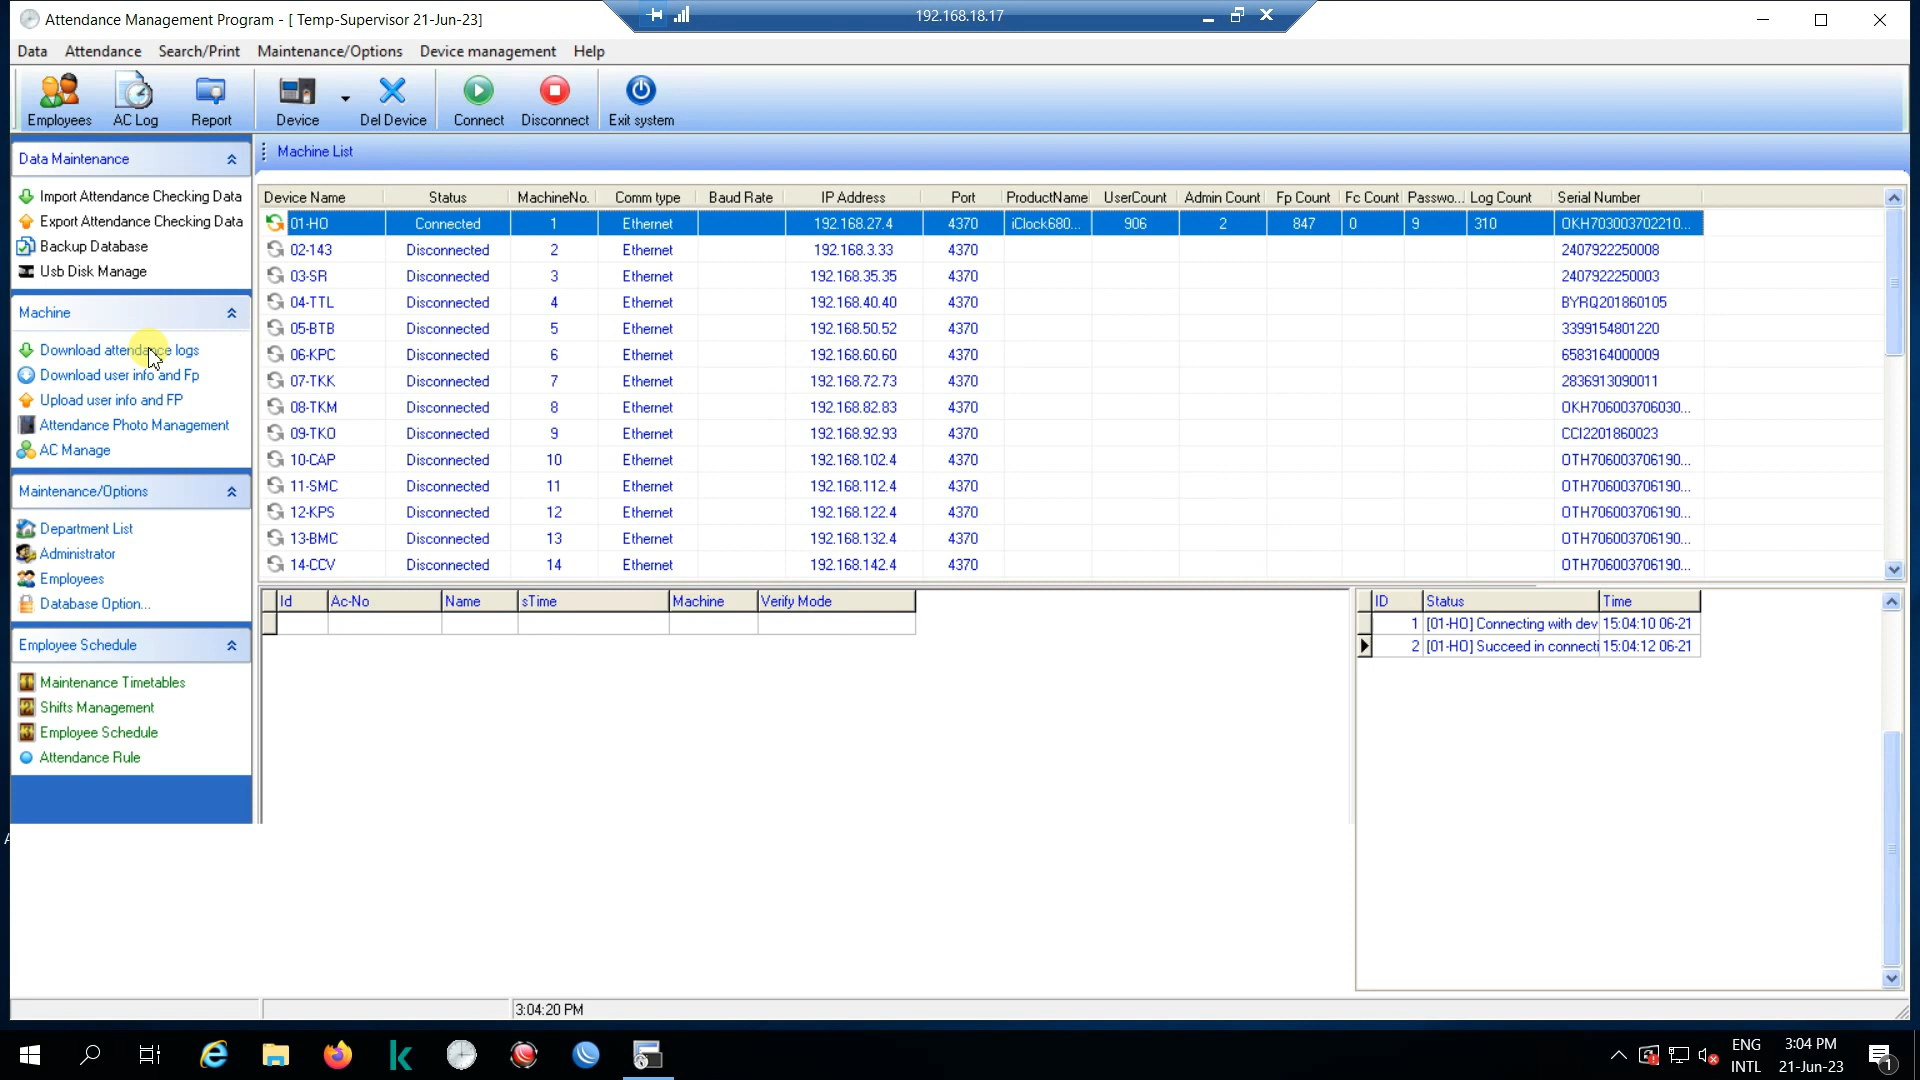 Attendance Management Program - [ Temp-Supervisor 21-Jun-23]
192.168.18.17
Data Attendance Search/Print Maintenance/Options Device management Help
Employees AC Log Report Device Del Device Connect Disconnect Exit system
Data Maintenance
Import Attendance Checking Data
Export Attendance Checking Data
Backup Database
Usb Disk Manage
Machine
Download attendance logs
Download user info and Fp
Upload user info and FP
Attendance Photo Management
AC Manage
Maintenance/Options
Department List
Administrator
Employees
Database Option...
Employee Schedule
Maintenance Timetables
Shifts Management
Employee Schedule
Attendance Rule
Machine List
Device Name Status MachineNo. Comm type Baud Rate IP Address Port ProductName UserCount Admin Count Fp Count Fc Count Passwo... Log Count Serial Number
01-HO Connected 1 Ethernet 192.168.27.4 4370 iClock680... 906 2 847 0 9 310 OKH703003702210...
02-143 Disconnected 2 Ethernet 192.168.3.33 4370 2407922250008
03-SR Disconnected 3 Ethernet 192.168.35.35 4370 2407922250003
04-TTL Disconnected 4 Ethernet 192.168.40.40 4370 BYRQ201860105
05-BTB Disconnected 5 Ethernet 192.168.50.52 4370 3399154801220
06-KPC Disconnected 6 Ethernet 192.168.60.60 4370 6583164000009
07-TKK Disconnected 7 Ethernet 192.168.72.73 4370 2836913090011
08-TKM Disconnected 8 Ethernet 192.168.82.83 4370 OKH706003706030...
09-TKO Disconnected 9 Ethernet 192.168.92.93 4370 CCI2201860023
10-CAP Disconnected 10 Ethernet 192.168.102.4 4370 OTH706003706190...
11-SMC Disconnected 11 Ethernet 192.168.112.4 4370 OTH706003706190...
12-KPS Disconnected 12 Ethernet 192.168.122.4 4370 OTH706003706190...
13-BMC Disconnected 13 Ethernet 192.168.132.4 4370 OTH706003706190...
14-CCV Disconnected 14 Ethernet 192.168.142.4 4370 OTH706003706190...
Id Ac-No Name sTime Machine Verify Mode
ID Status Time
1 [01-HO] Connecting with dev 15:04:10 06-21
2 [01-HO] Succeed in connecti 15:04:12 06-21
3:04:20 PM
ENG
INTL
3:04 PM
21-Jun-23
1